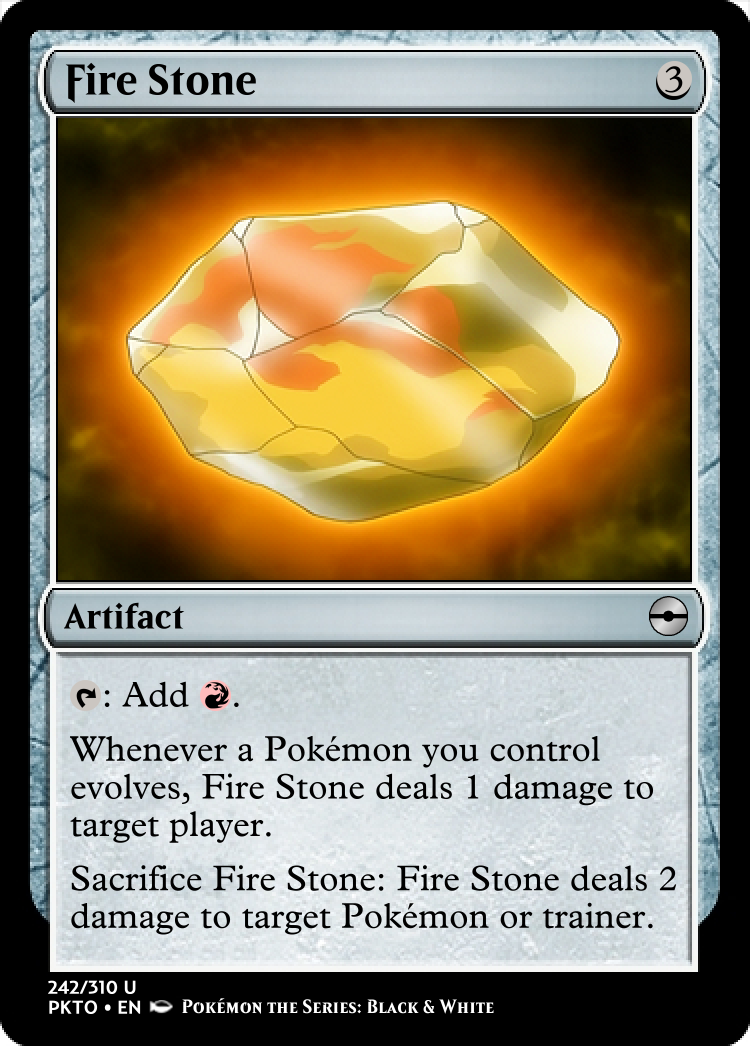 Fire Stone 3
Artifact
: Add .
Whenever a Pokémon you control
evolves, Fire Stone deals 1 damage to
target player.
Sacrifice Fire Stone: Fire Stone deals 2
damage to target Pokémon or trainer.
242/310 U
PKTO • EN Pokémon the Series: Black & White